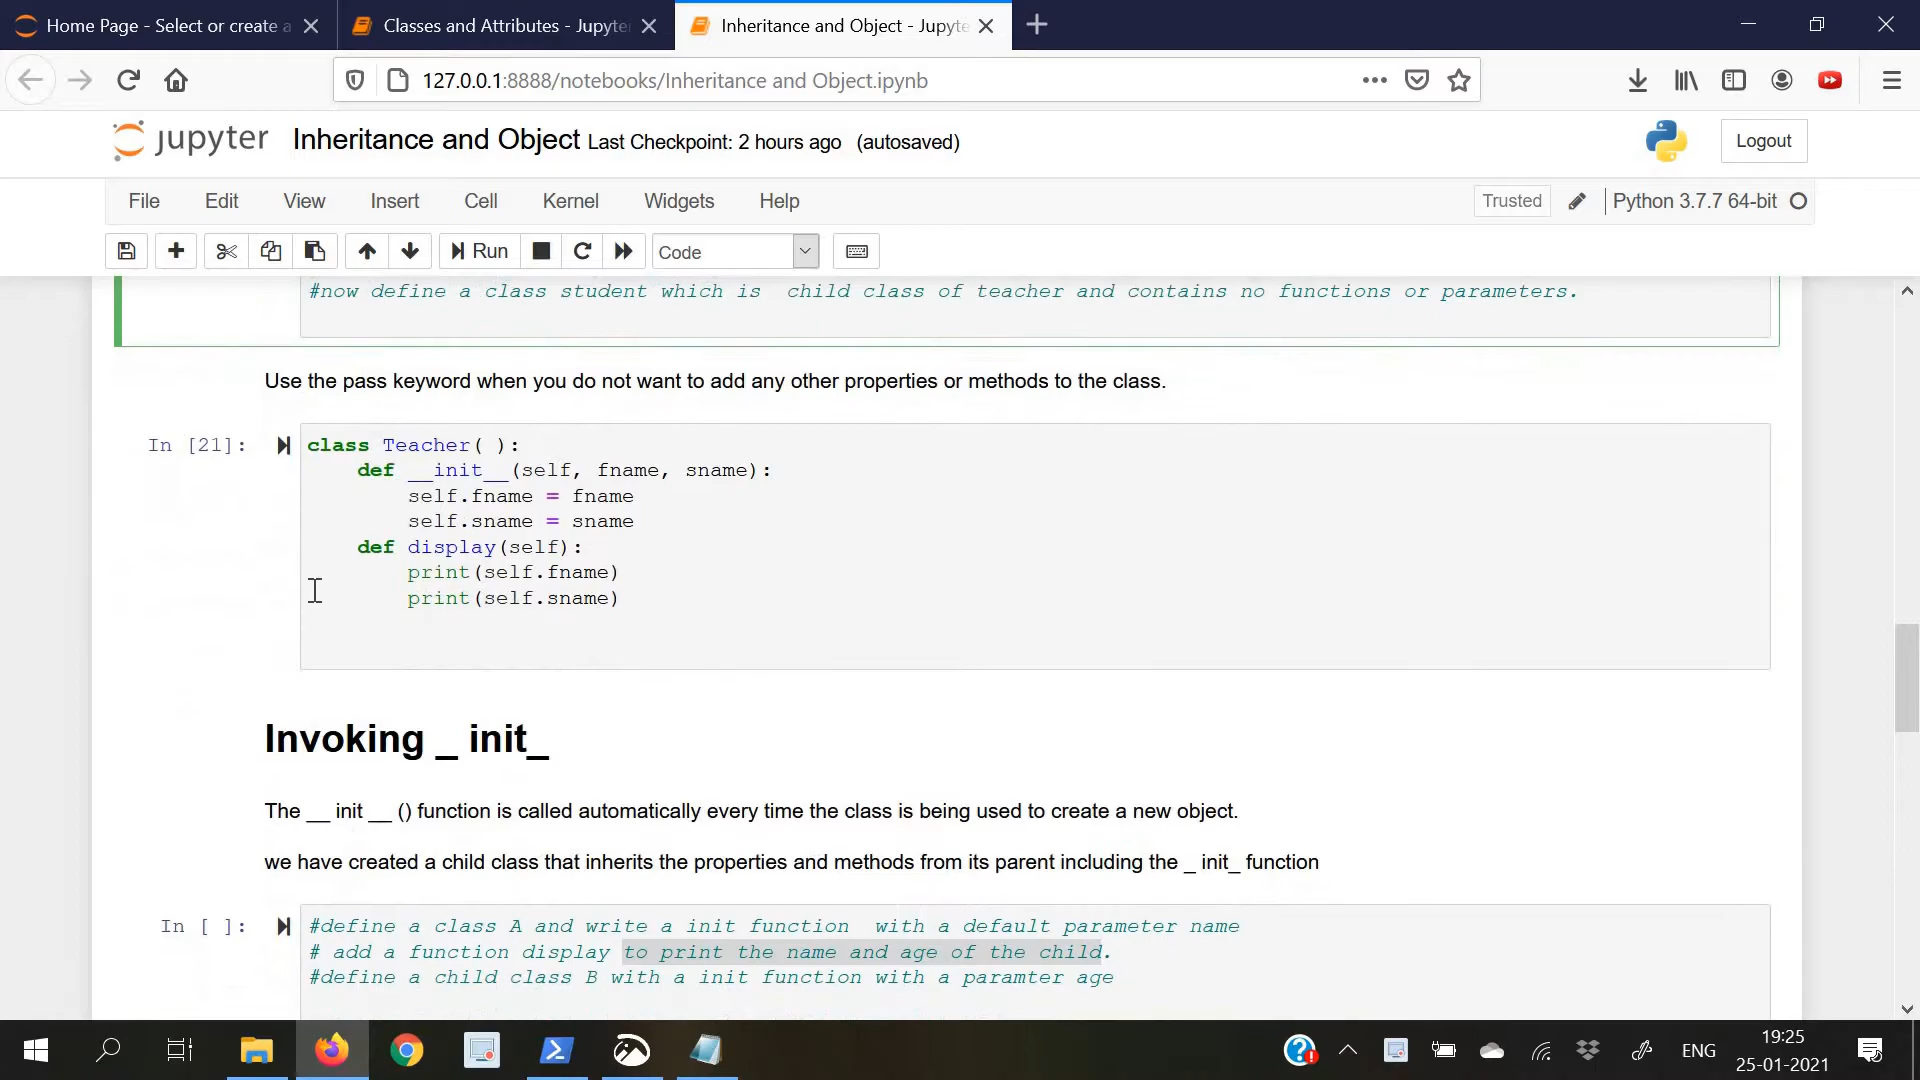 Home Page - Select or create a
Classes and Attributes - Jupyte
Inheritance and Object - Jupyte
127.0.0.1:8888/notebooks/Inheritance and Object.ipynb
jupyter Inheritance and Object Last Checkpoint: 2 hours ago (autosaved)
Logout
File Edit View Insert Cell Kernel Widgets Help
Trusted Python 3.7.7 64-bit
Run Code
#now define a class student which is  child class of teacher and contains no functions or parameters.
Use the pass keyword when you do not want to add any other properties or methods to the class.
In [21]:
class Teacher( ):
    def __init__(self, fname, sname):
        self.fname = fname
        self.sname = sname
    def display(self):
        print(self.fname)
        print(self.sname)
Invoking _ init_
The __ init __ () function is called automatically every time the class is being used to create a new object.
we have created a child class that inherits the properties and methods from its parent including the _ init_ function
In [ ]:
#define a class A and write a init function  with a default parameter name
# add a function display to print the name and age of the child.
#define a child class B with a init function with a paramter age
ENG
19:25
25-01-2021